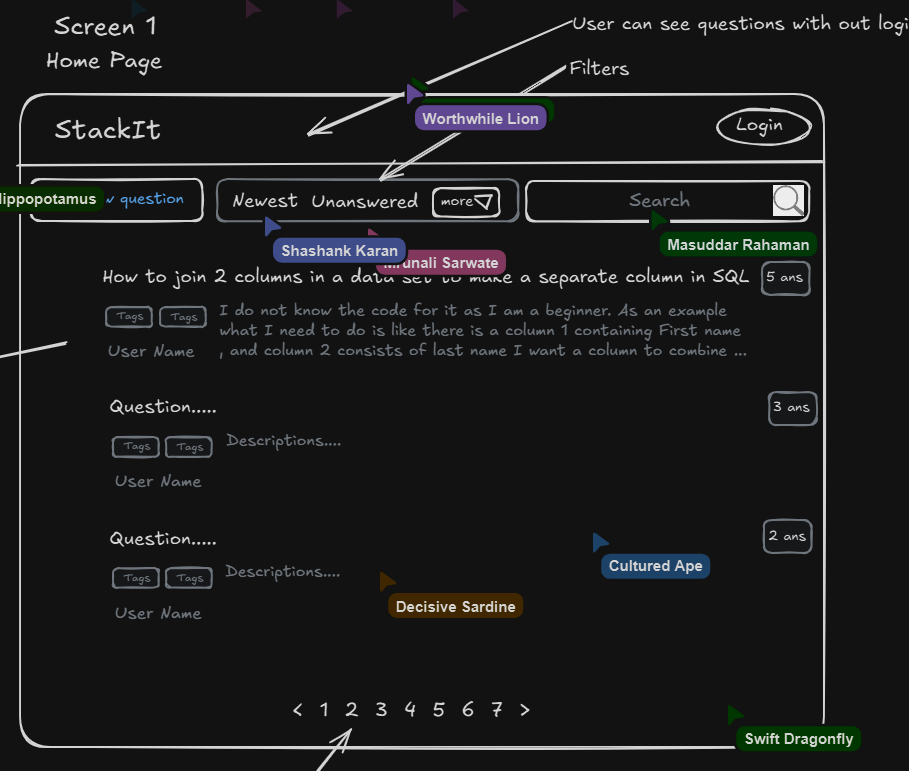 Screen 1
User can see questions with out logi
Home Page
Filters
Worthwhile Lion
StackIt
Login
lippopotamus
question
Newest Unanswered more
Search
Shashank Karan
Mrunali Sarwate
Masuddar Rahaman
How to join 2 columns in a data set to make a separate column in SQL
5 ans
Tags Tags
I do not know the code for it as I am a beginner. As an example
what I need to do is like there is a column 1 containing First name
, and column 2 consists of last name I want a column to combine ...
User Name
Question.....
3 ans
Tags Tags
Descriptions....
User Name
Question.....
2 ans
Tags Tags
Descriptions....
User Name
Cultured Ape
Decisive Sardine
< 1 2 3 4 5 6 7 >
Swift Dragonfly